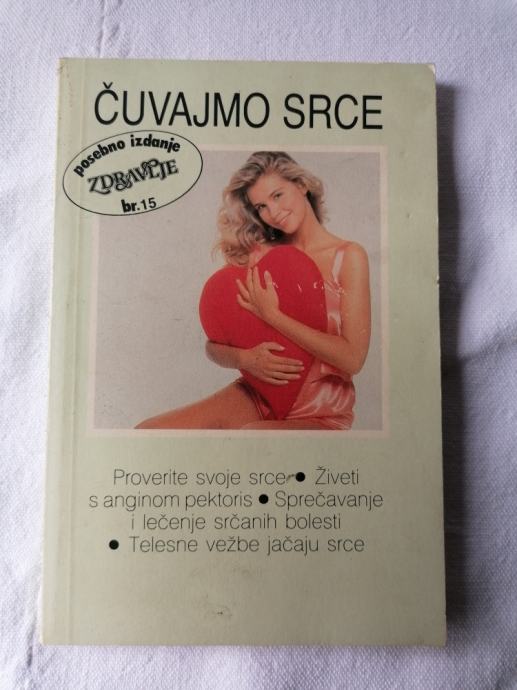 ČUVAJMO SRCE
posebno izdanje
ZDRAVLJE
br.15
Proverite svoje srce ● Živeti
s anginom pektoris ● Sprečavanje
i lečenje srčanih bolesti
● Telesne vežbe jačaju srce